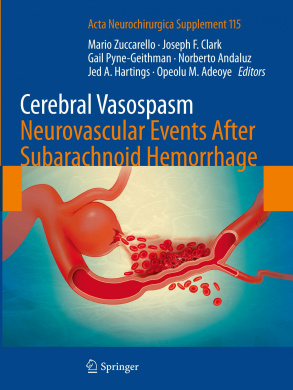 Acta Neurochirurgica Supplement 115
Mario Zuccarello · Joseph F. Clark
Gail Pyne-Geithman · Norberto Andaluz
Jed A. Hartings · Opeolu M. Adeoye Editors
Cerebral Vasospasm
Neurovascular Events After
Subarachnoid Hemorrhage
Springer